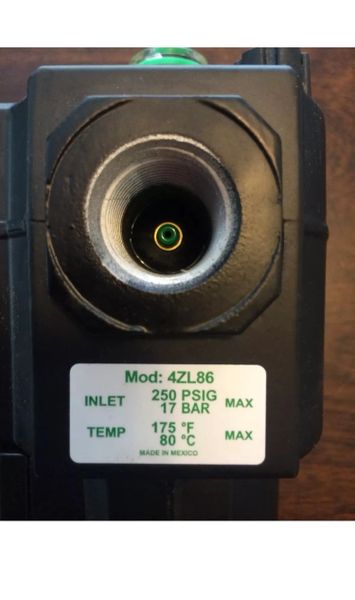 Mod: 4ZL86
INLET 250 PSIG MAX
17 BAR
TEMP 175 °F MAX
80 °C
MADE IN MEXICO